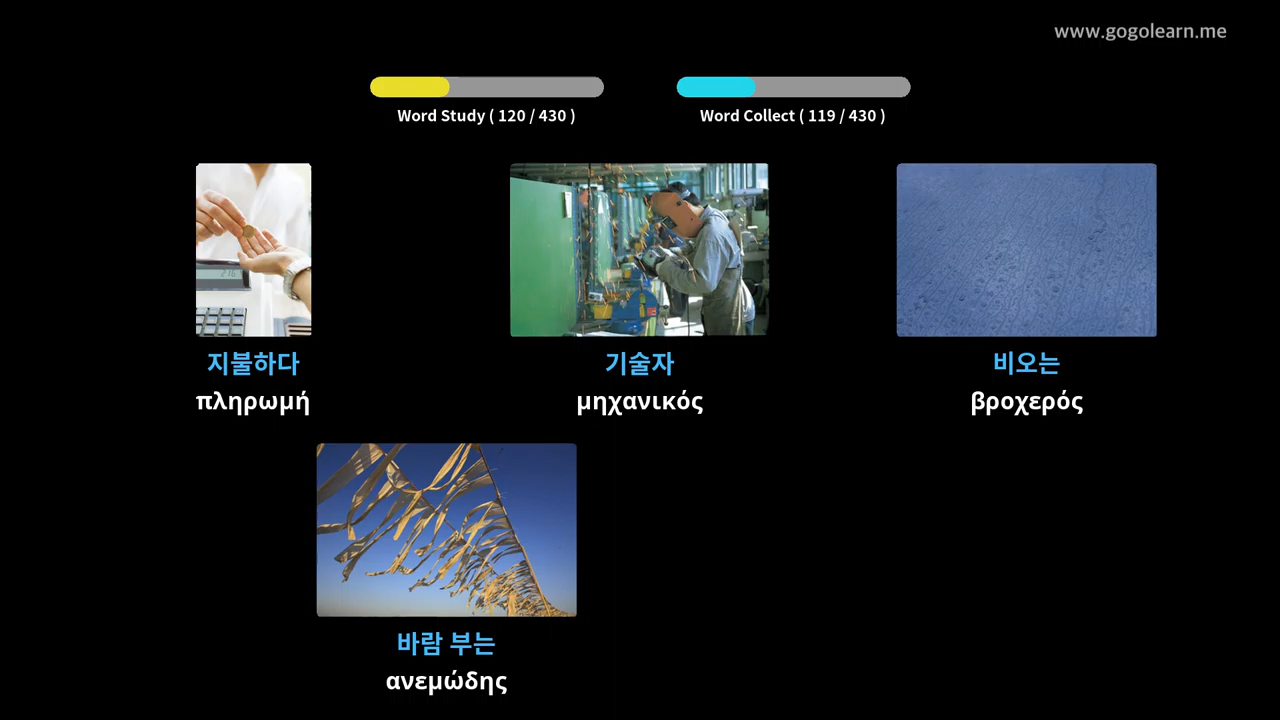 www.gogolearn.me
Word Study ( 120 / 430 )
Word Collect ( 119 / 430 )
지불하다
πληρωμή
기술자
μηχανικός
비오는
βροχερός
바람 부는
ανεμώδης